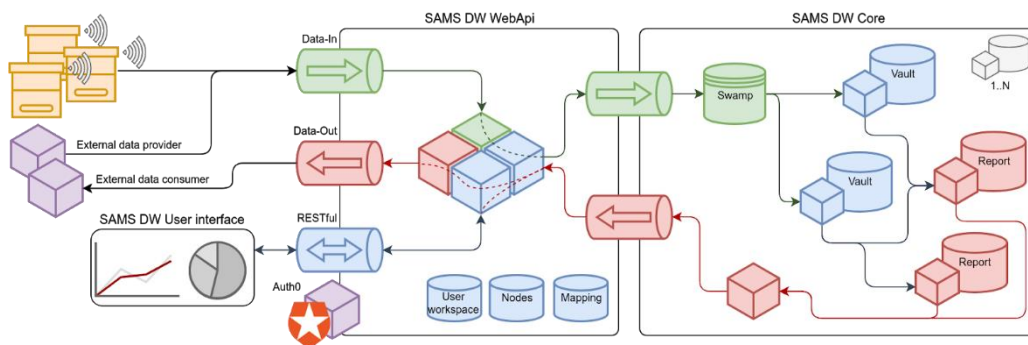 SAMS DW WebApi
SAMS DW Core
Data-In
Vault
Swamp
1..N
Data-Out
External data provider
Report
External data consumer
Vault
RESTful
SAMS DW User interface
Report
Auth0
User
workspace
Nodes
Mapping